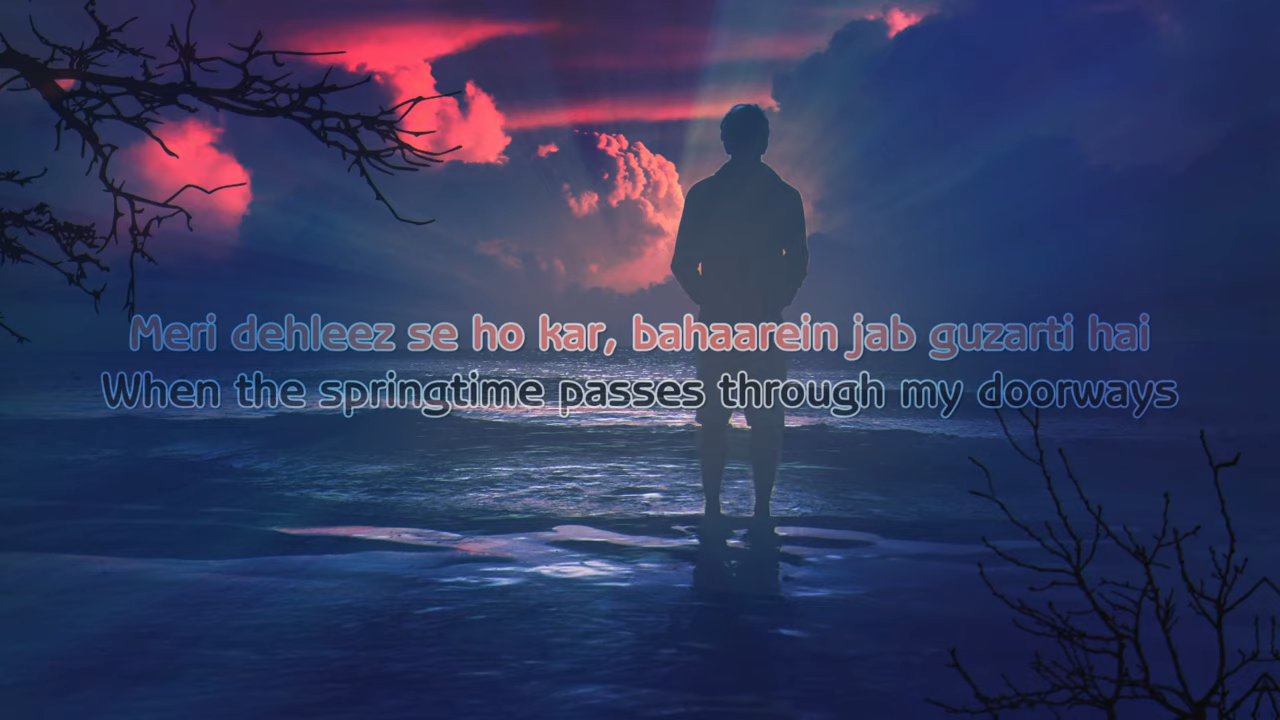 Meri dehleez se ho kar, bahaarein jab guzarti hai
When the springtime passes through my doorways